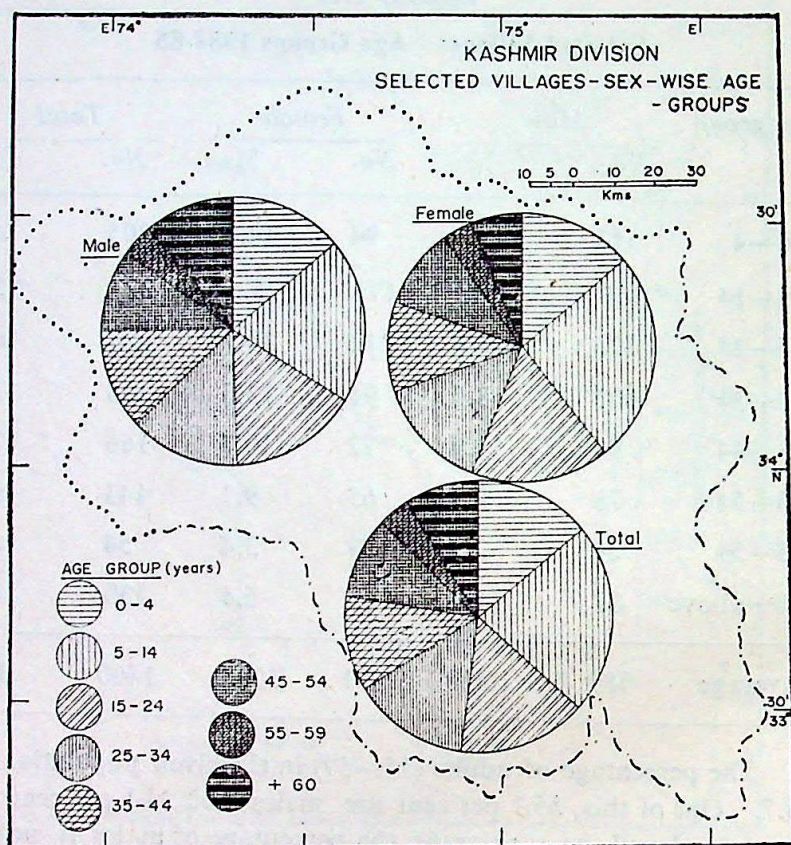 E 74° 75 E
KASHMIR DIVISION
SELECTED VILLAGES-SEX-WISE AGE
-GROUPS
10 5 0 10 20 30
Kms
30'
Male
Female
34°
N
Total
AGE GROUP (years)
0-4
5-14
15-24
25-34
35-44
45-54
55-59
+ 60
30'
33°